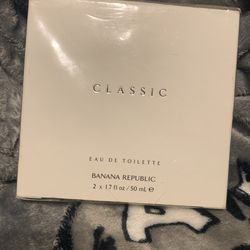 CLASSIC
EAU DE TOILETTE
BANANA REPUBLIC
2 x 1.7 fl oz / 50 mL ℮